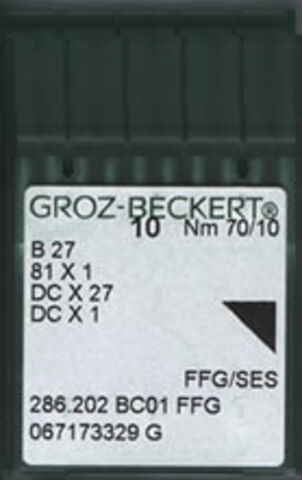 GROZ-BECKERT®
10 Nm 70/10
B 27
81 X 1
DC X 27
DC X 1
FFG/SES
286.202 BC01 FFG
067173329 G